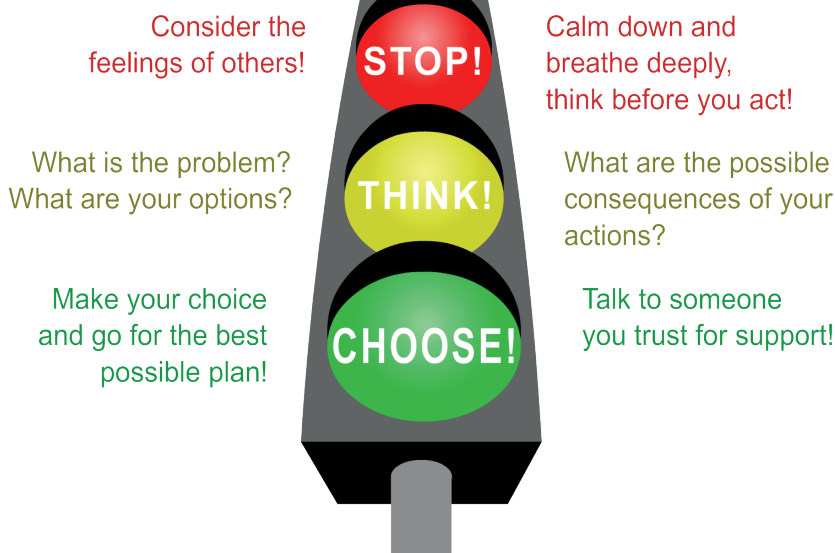 Consider the
feelings of others!
STOP!
Calm down and
breathe deeply,
think before you act!
What is the problem?
What are your options?
THINK!
What are the possible
consequences of your
actions?
Make your choice
and go for the best
possible plan!
CHOOSE!
Talk to someone
you trust for support!